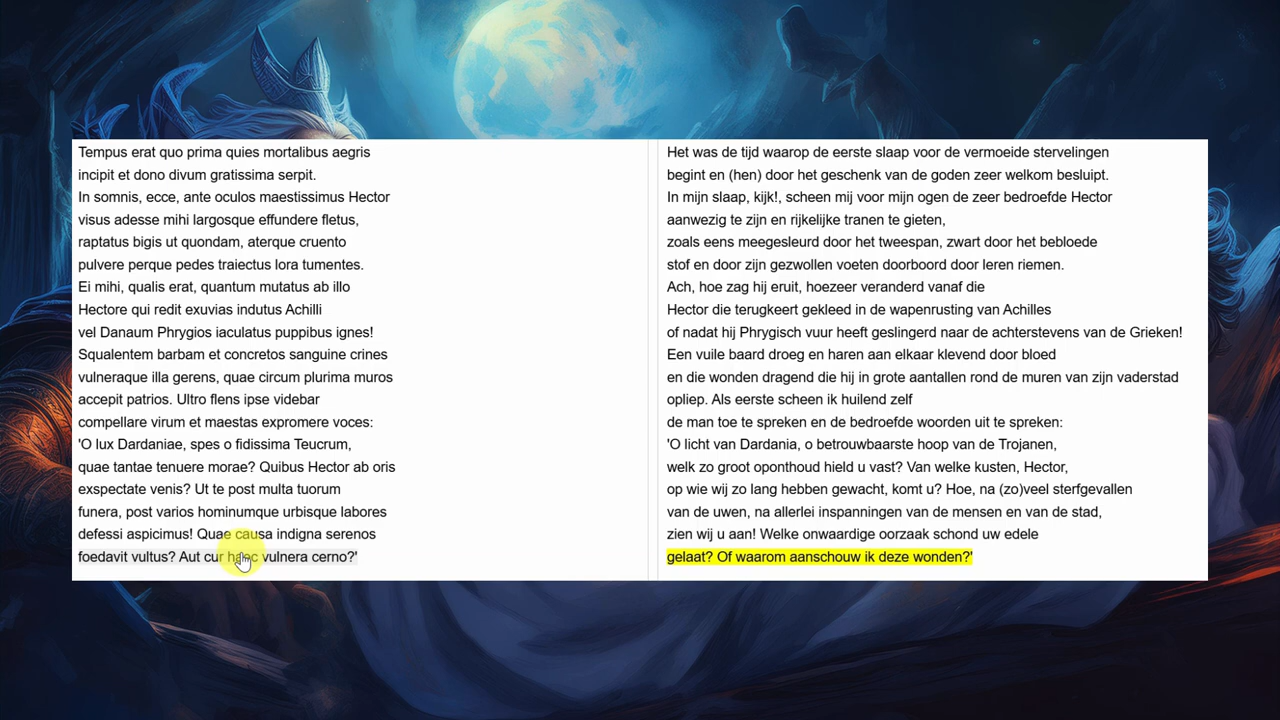 Tempus erat quo prima quies mortalibus aegris
incipit et dono divum gratissima serpit.
In somnis, ecce, ante oculos maestissimus Hector
visus adesse mihi largosque effundere fletus,
raptatus bigis ut quondam, aterque cruento
pulvere perque pedes traiectus lora tumentes.
Ei mihi, qualis erat, quantum mutatus ab illo
Hectore qui redit exuvias indutus Achilli
vel Danaum Phrygios iaculatus puppibus ignes!
Squalentem barbam et concretos sanguine crines
vulneraque illa gerens, quae circum plurima muros
accepit patrios. Ultro flens ipse videbar
compellare virum et maestas expromere voces:
'O lux Dardaniae, spes o fidissima Teucrum,
quae tantae tenuere morae? Quibus Hector ab oris
exspectate venis? Ut te post multa tuorum
funera, post varios hominumque urbisque labores
defessi aspicimus! Quae causa indigna serenos
foedavit vultus? Aut cur haec vulnera cerno?'
Het was de tijd waarop de eerste slaap voor de vermoeide stervelingen
begint en (hen) door het geschenk van de goden zeer welkom besluipt.
In mijn slaap, kijk!, scheen mij voor mijn ogen de zeer bedroefde Hector
aanwezig te zijn en rijkelijke tranen te gieten,
zoals eens meegesleurd door het tweespan, zwart door het bebloede
stof en door zijn gezwollen voeten doorboord door leren riemen.
Ach, hoe zag hij eruit, hoezeer veranderd vanaf die
Hector die terugkeert gekleed in de wapenrusting van Achilles
of nadat hij Phrygisch vuur heeft geslingerd naar de achterstevens van de Grieken!
Een vuile baard droeg en haren aan elkaar klevend door bloed
en die wonden dragend die hij in grote aantallen rond de muren van zijn vaderstad
opliep. Als eerste scheen ik huilend zelf
de man toe te spreken en de bedroefde woorden uit te spreken:
'O licht van Dardania, o betrouwbaarste hoop van de Trojanen,
welk zo groot oponthoud hield u vast? Van welke kusten, Hector,
op wie wij zo lang hebben gewacht, komt u? Hoe, na (zo)veel sterfgevallen
van de uwen, na allerlei inspanningen van de mensen en van de stad,
zien wij u aan! Welke onwaardige oorzaak schond uw edele
gelaat? Of waarom aanschouw ik deze wonden?'